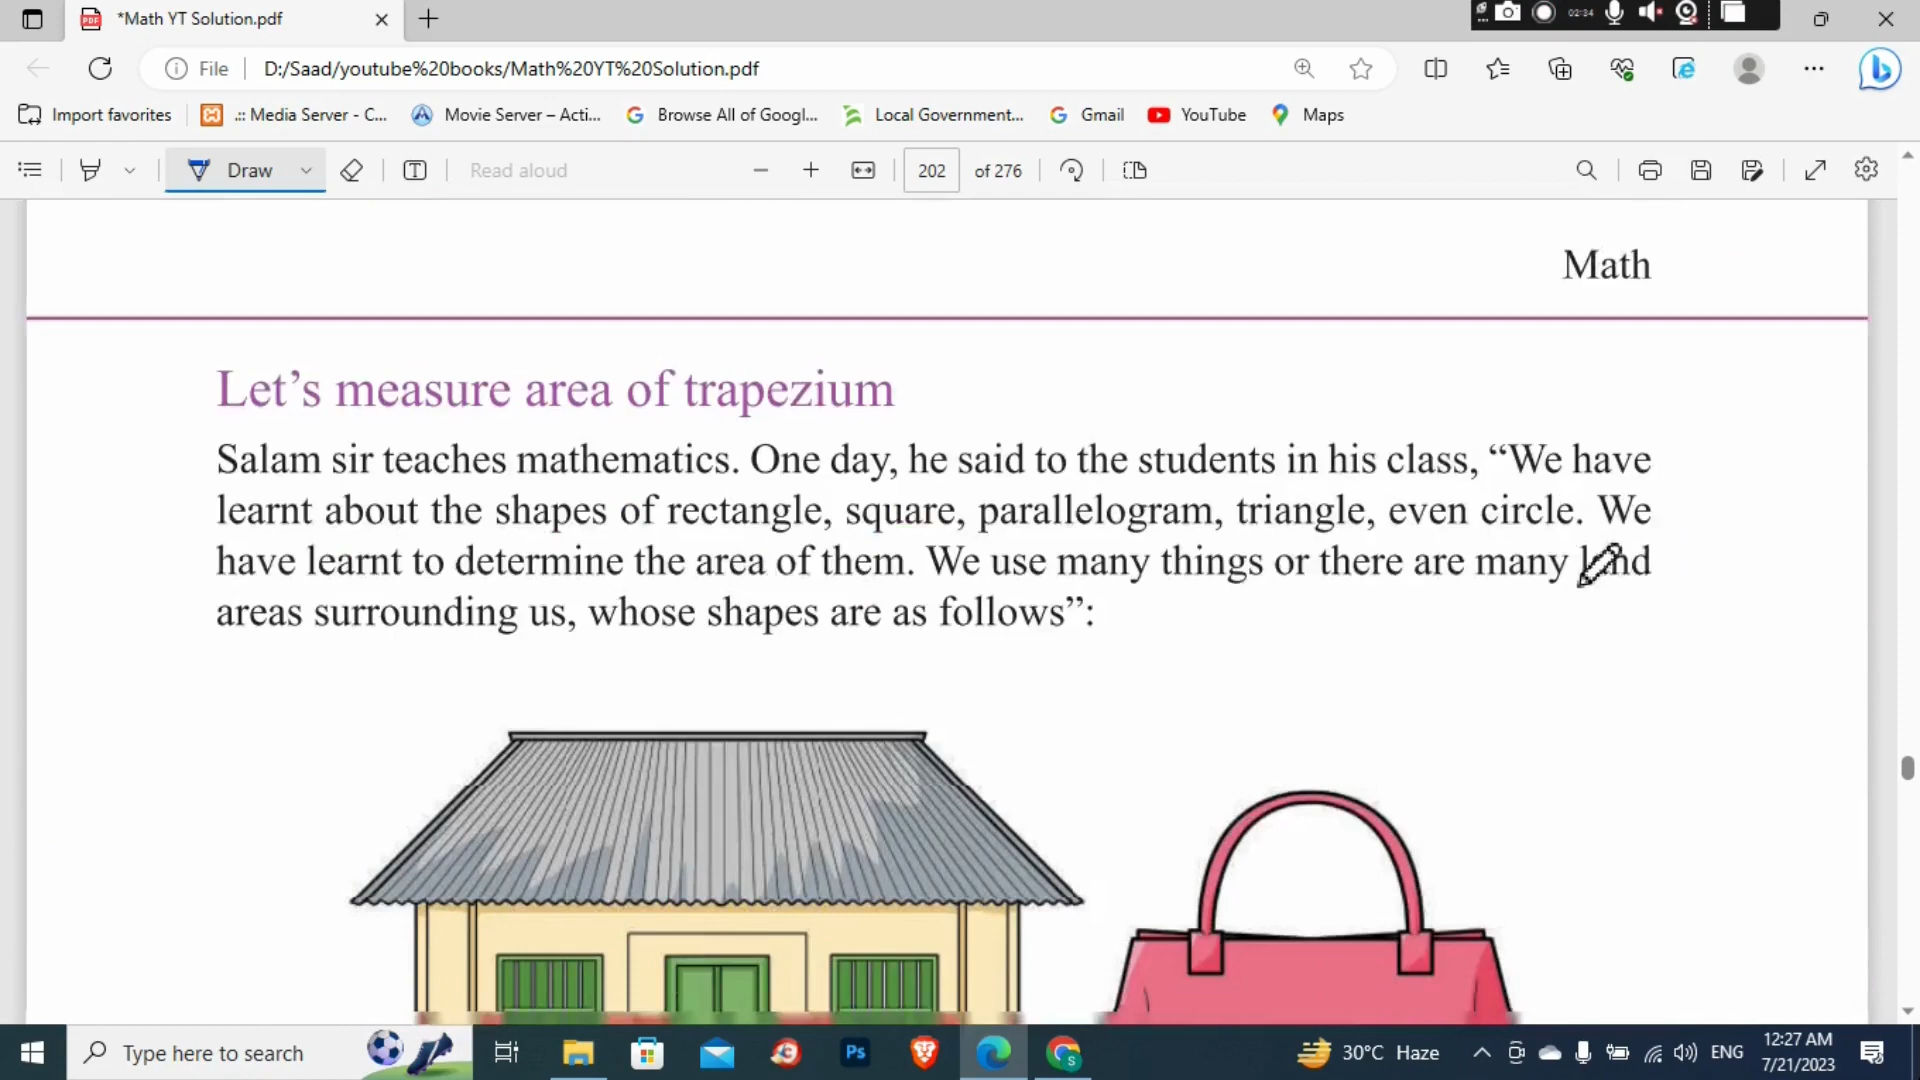 *Math YT Solution.pdf
02:34
File
D:/Saad/youtube%20books/Math%20YT%20Solution.pdf
Import favorites
.:: Media Server - C...
Movie Server – Acti...
Browse All of Googl...
Local Government...
Gmail
YouTube
Maps
Draw
Read aloud
202 of 276
Math
Let’s measure area of trapezium
Salam sir teaches mathematics. One day, he said to the students in his class, “We have
learnt about the shapes of rectangle, square, parallelogram, triangle, even circle. We
have learnt to determine the area of them. We use many things or there are many land
areas surrounding us, whose shapes are as follows”:
Type here to search
Ps
S
30°C Haze
ENG
12:27 AM
7/21/2023